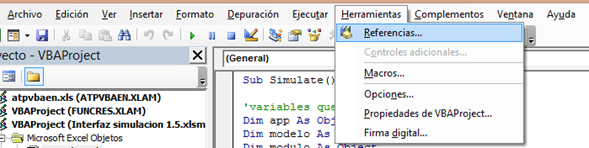 Archivo Edición Ver Insertar Formato Depuración Ejecutar Herramientas Complementos Ventana Ayuda
Referencias...
Controles adicionales...
Macros...
Opciones...
Propiedades de VBAProject...
Firma digital...
yecto - VBAProject
atpvbaen.xls (ATPVBAEN.XLAM)
VBAProject (FUNCRES.XLAM)
VBAProject (Interfaz simulacion 1.5.xlsm
Microsoft Excel Objetos
(General)
Sub Simulate()
'variables que
Dim app As Obj
Dim modelo As
Dim modulo As Object